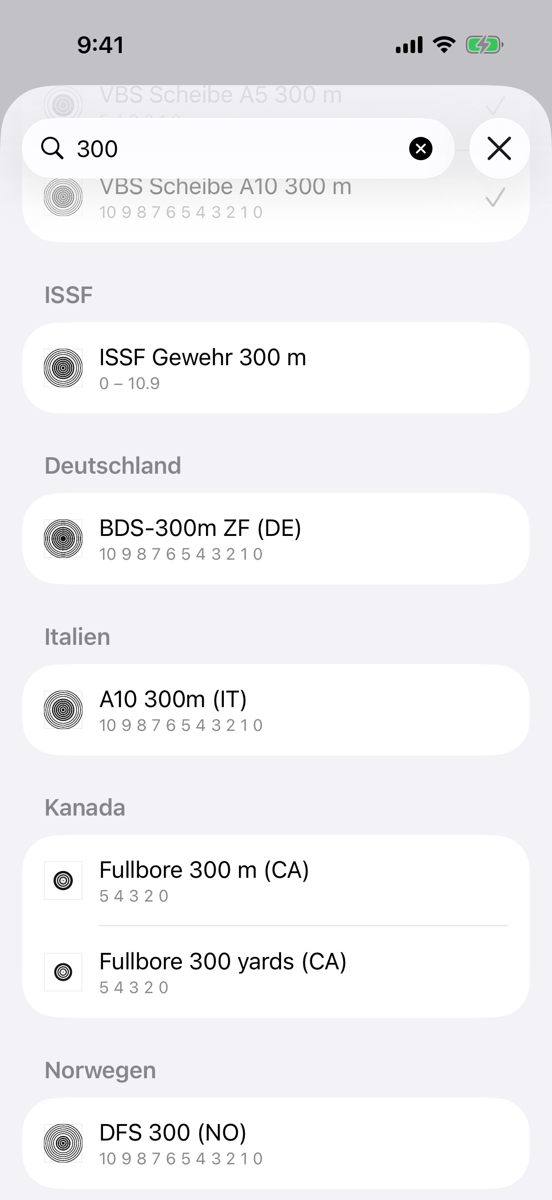 9:41
VBS Scheibe A5 300 m
300
VBS Scheibe A10 300 m
10 9 8 7 6 5 4 3 2 1 0
ISSF
ISSF Gewehr 300 m
0 – 10.9
Deutschland
BDS-300m ZF (DE)
10 9 8 7 6 5 4 3 2 1 0
Italien
A10 300m (IT)
10 9 8 7 6 5 4 3 2 1 0
Kanada
Fullbore 300 m (CA)
5 4 3 2 0
Fullbore 300 yards (CA)
5 4 3 2 0
Norwegen
DFS 300 (NO)
10 9 8 7 6 5 4 3 2 1 0